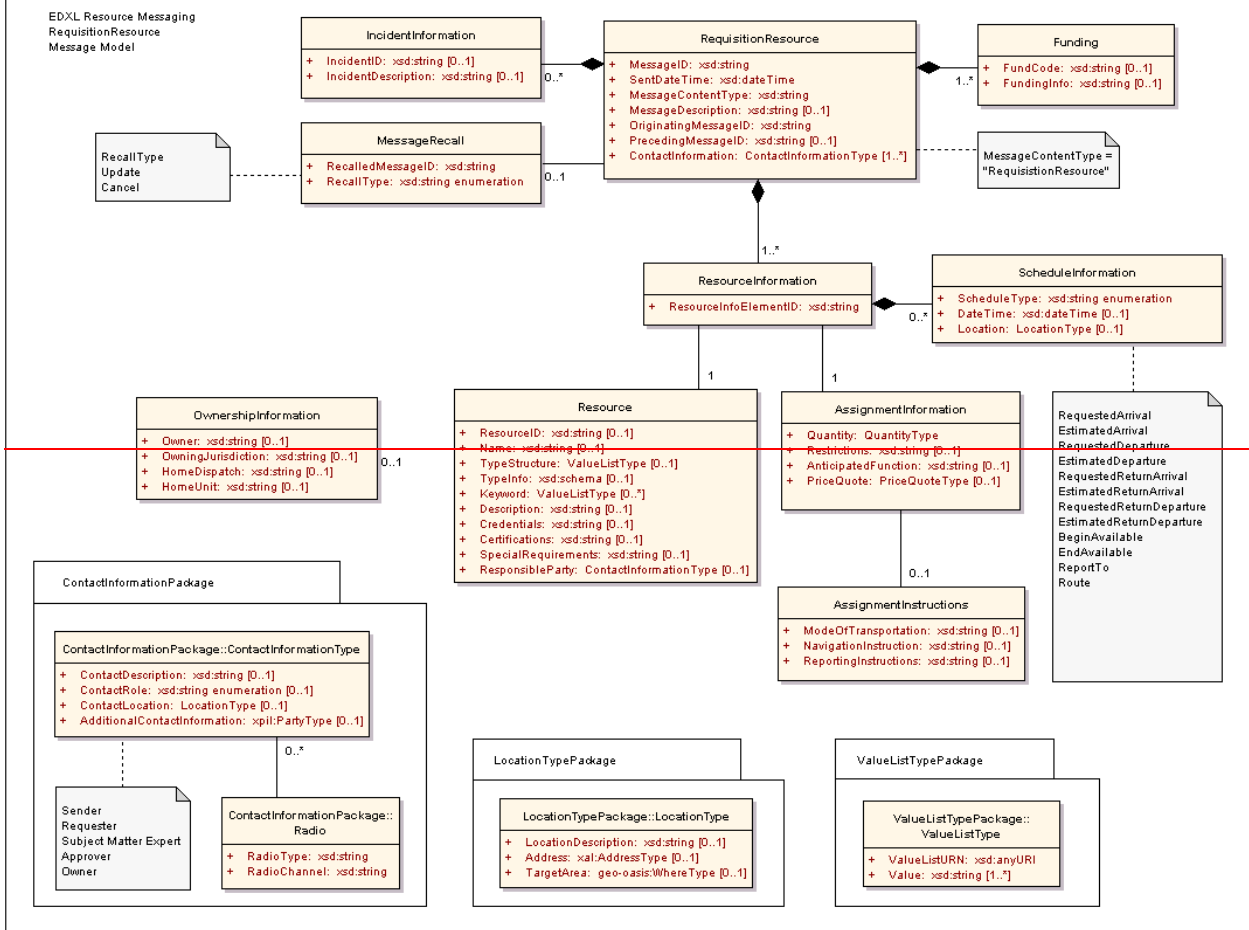 EDXL Resource Messaging
RequisitionResource
Message Model
IncidentInformation
+ IncidentID: xsd:string [0..1]
+ IncidentDescription: xsd:string [0..1]
0..*
RequisitionResource
+ MessageID: xsd:string
+ SentDateTime: xsd:dateTime
+ MessageContentType: xsd:string
+ MessageDescription: xsd:string [0..1]
+ OriginatingMessageID: xsd:string
+ PrecedingMessageID: xsd:string [0..1]
+ ContactInformation: ContactInformationType [1..*]
Funding
+ FundCode: xsd:string [0..1]
+ FundingInfo: xsd:string [0..1]
1..*
RecallType
Update
Cancel
MessageRecall
+ RecalledMessageID: xsd:string
+ RecallType: xsd:string enumeration
0..1
MessageContentType =
"RequisistionResource"
1..*
ResourceInformation
+ ResourceInfoElementID: xsd:string
0..*
ScheduleInformation
+ ScheduleType: xsd:string enumeration
+ DateTime: xsd:dateTime [0..1]
+ Location: LocationType [0..1]
1
1
OwnershipInformation
+ Owner: xsd:string [0..1]
+ OwningJurisdiction: xsd:string [0..1]
+ HomeDispatch: xsd:string [0..1]
+ HomeUnit: xsd:string [0..1]
0..1
Resource
+ ResourceID: xsd:string [0..1]
+ Name: xsd:string [0..1]
+ TypeStructure: ValueListType [0..1]
+ TypeInfo: xsd:schema [0..1]
+ Keyword: ValueListType [0..*]
+ Description: xsd:string [0..1]
+ Credentials: xsd:string [0..1]
+ Certifications: xsd:string [0..1]
+ SpecialRequirements: xsd:string [0..1]
+ ResponsibleParty: ContactInformationType [0..1]
AssignmentInformation
+ Quantity: QuantityType
+ Restrictions: xsd:string [0..1]
+ AnticipatedFunction: xsd:string [0..1]
+ PriceQuote: PriceQuoteType [0..1]
0..1
AssignmentInstructions
+ ModeOfTransportation: xsd:string [0..1]
+ NavigationInstruction: xsd:string [0..1]
+ ReportingInstructions: xsd:string [0..1]
RequestedArrival
EstimatedArrival
RequestedDeparture
EstimatedDeparture
RequestedReturnArrival
EstimatedReturnArrival
RequestedReturnDeparture
EstimatedReturnDeparture
BeginAvailable
EndAvailable
ReportTo
Route
ContactInformationPackage
ContactInformationPackage::ContactInformationType
+ ContactDescription: xsd:string [0..1]
+ ContactRole: xsd:string enumeration [0..1]
+ ContactLocation: LocationType [0..1]
+ AdditionalContactInformation: xpil:PartyType [0..1]
0..*
Sender
Requester
Subject Matter Expert
Approver
Owner
ContactInformationPackage::
Radio
+ RadioType: xsd:string
+ RadioChannel: xsd:string
LocationTypePackage
LocationTypePackage::LocationType
+ LocationDescription: xsd:string [0..1]
+ Address: xal:AddressType [0..1]
+ TargetArea: geo-oasis:WhereType [0..1]
ValueListTypePackage
ValueListTypePackage::
ValueListType
+ ValueListURN: xsd:anyURI
+ Value: xsd:string [1..*]